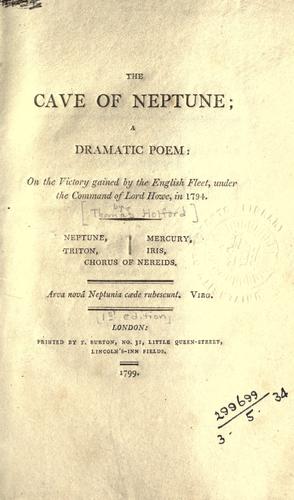 THE
CAVE OF NEPTUNE;
A
DRAMATIC POEM:
On the Victory gained by the English Fleet, under
the Command of Lord Howe, in 1794.
[by Thomas Holford]
NEPTUNE, MERCURY,
TRITON, IRIS,
CHORUS OF NEREIDS.
Arva novâ Neptunia cæde rubescunt. VIRG.
[1st edition]
LONDON:
PRINTED BY T. BURTON, NO. 31, LITTLE QUEEN-STREET,
LINCOLN'S-INN FIELDS.
1799.
299699
3. 5. 34